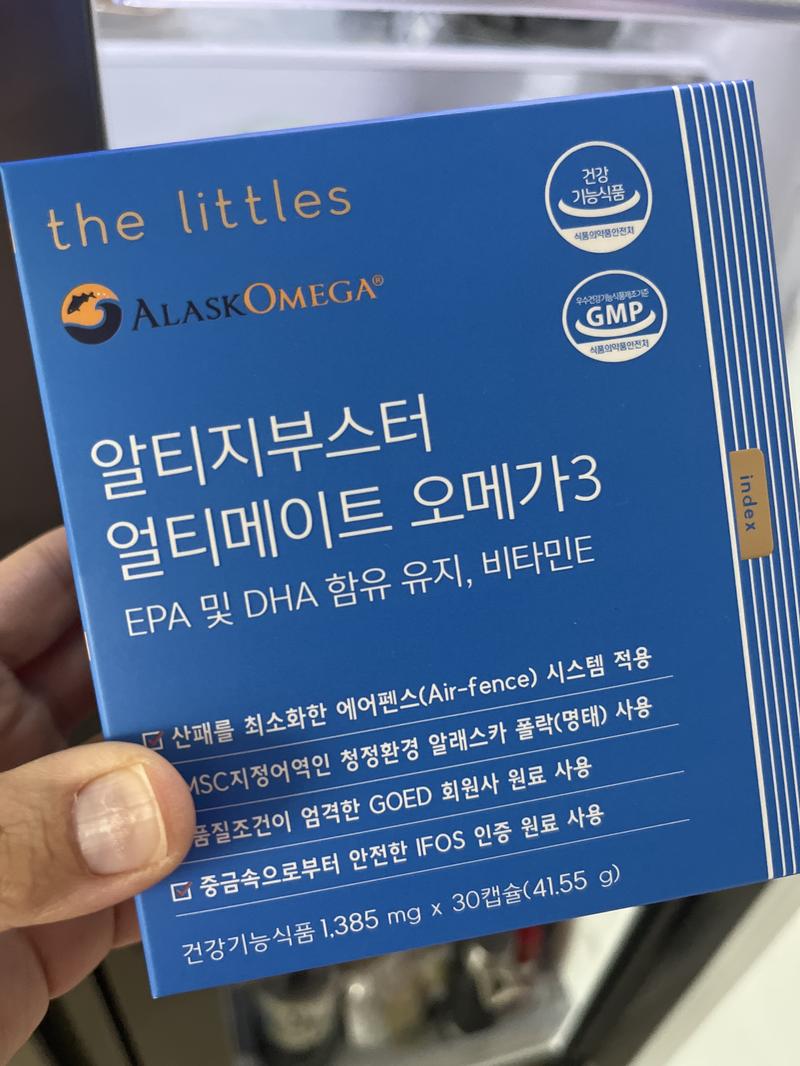 the littles
건강
기능식품
식품의약품안전처
ALASKOMEGA®
우수건강기능식품제조기준
GMP
식품의약품안전처
알티지부스터
얼티메이트 오메가3
EPA 및 DHA 함유 유지, 비타민E
index
산패를 최소화한 에어펜스(Air-fence) 시스템 적용
MSC지정어역인 청정환경 알래스카 폴락(명태) 사용
품질조건이 엄격한 GOED 회원사 원료 사용
중금속으로부터 안전한 IFOS 인증 원료 사용
건강기능식품 1,385 mg x 30캡슐(41.55 g)